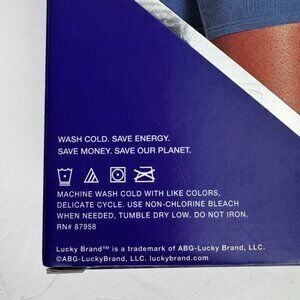 WASH COLD. SAVE ENERGY.
SAVE MONEY. SAVE OUR PLANET.
MACHINE WASH COLD WITH LIKE COLORS,
DELICATE CYCLE. USE NON-CHLORINE BLEACH
WHEN NEEDED, TUMBLE DRY LOW. DO NOT IRON.
RN# 87958
Lucky Brand™ is a trademark of ABG-Lucky Brand, LLC.
©ABG-LuckyBrand, LLC. luckybrand.com